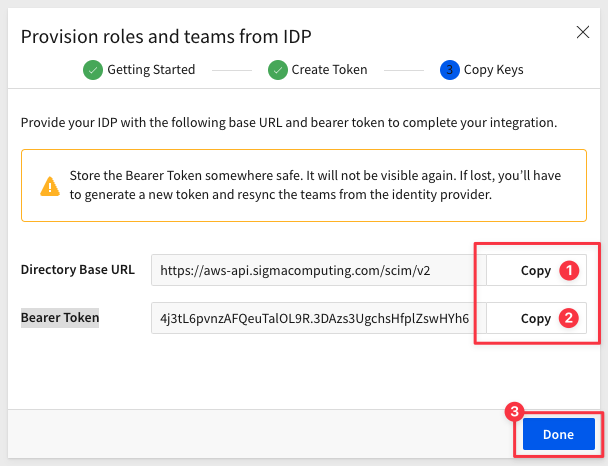 Provision roles and teams from IDP
Getting Started
Create Token
3 Copy Keys
Provide your IDP with the following base URL and bearer token to complete your integration.
Store the Bearer Token somewhere safe. It will not be visible again. If lost, you’ll have
to generate a new token and resync the teams from the identity provider.
Directory Base URL https://aws-api.sigmacomputing.com/scim/v2 Copy 1
Bearer Token 4j3tL6pvnzAFQeuTalOL9R.3DAzs3UgchsHfplZswHYh6 Copy 2
3
Done